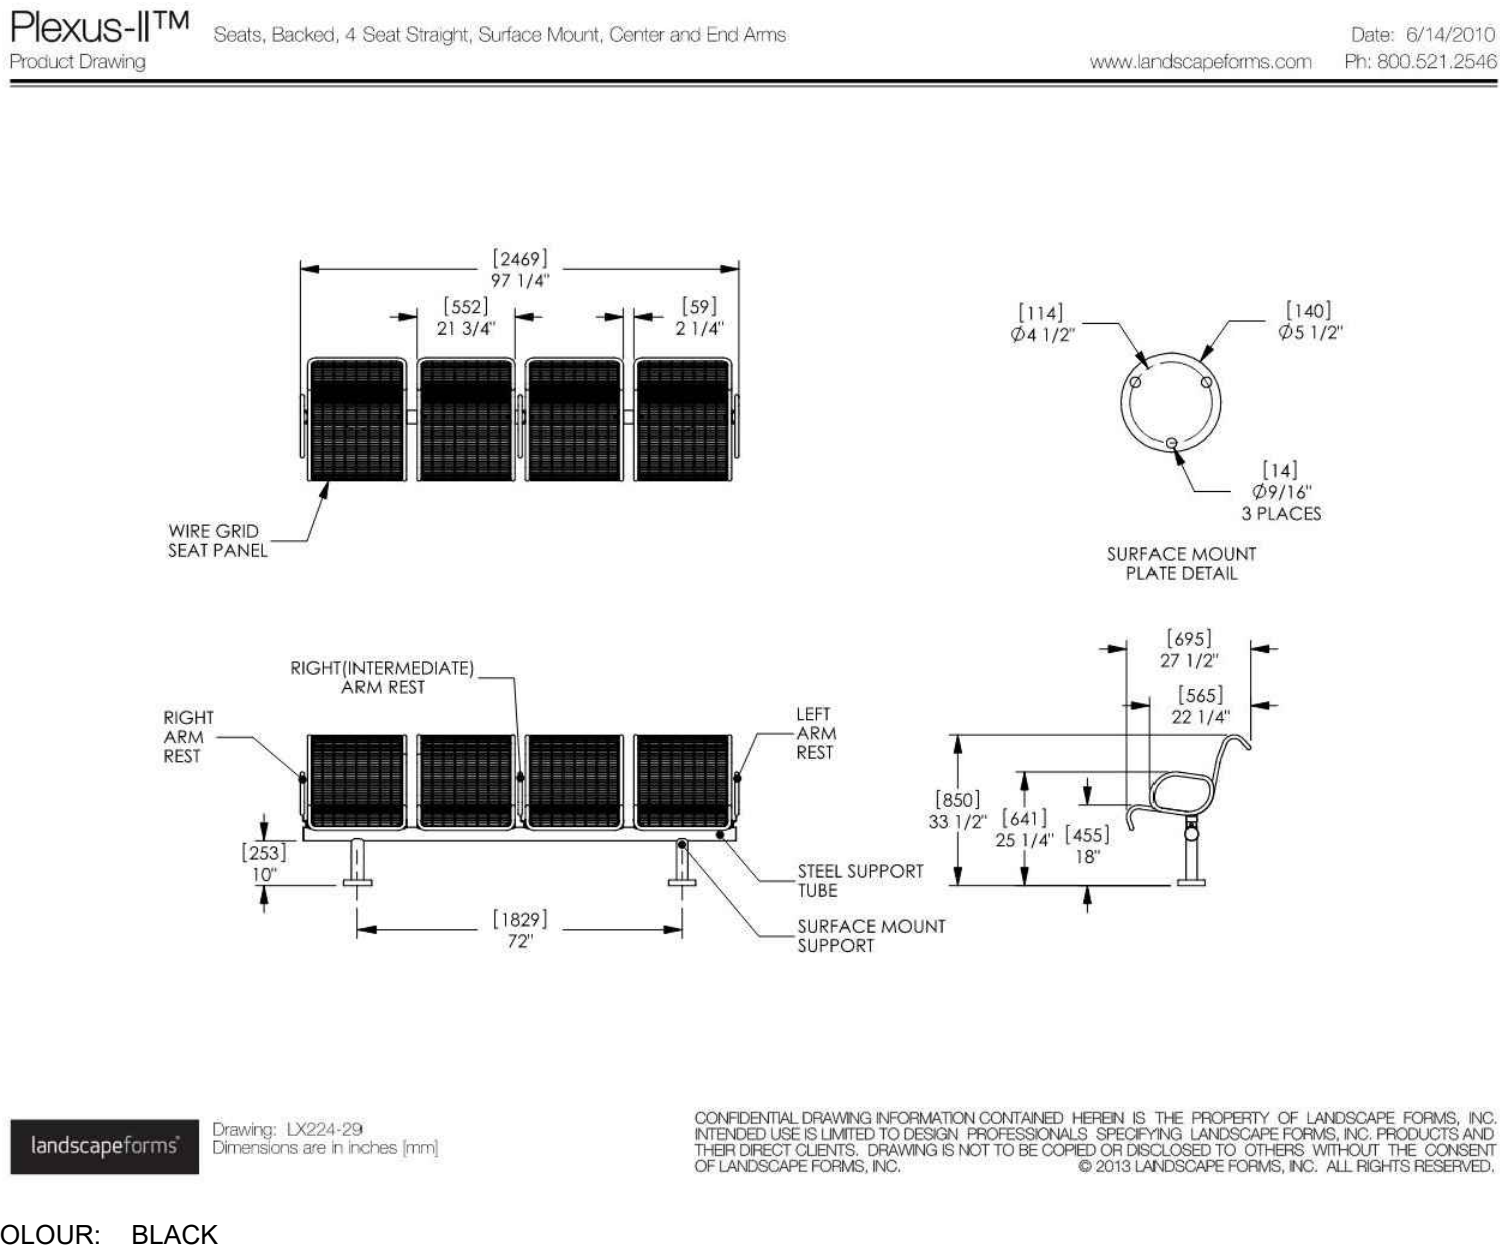 Plexus-II™ Seats, Backed, 4 Seat Straight, Surface Mount, Center and End Arms Date: 6/14/2010
Product Drawing www.landscapeforms.com Ph: 800.521.2546
[2469]
97 1/4"
[552]
21 3/4"
[59]
2 1/4"
WIRE GRID
SEAT PANEL
[114]
Ø4 1/2"
[140]
Ø5 1/2"
[14]
Ø9/16"
3 PLACES
SURFACE MOUNT
PLATE DETAIL
RIGHT(INTERMEDIATE)
ARM REST
RIGHT
ARM
REST
LEFT
ARM
REST
[253]
10"
[1829]
72"
STEEL SUPPORT
TUBE
SURFACE MOUNT
SUPPORT
[695]
27 1/2"
[565]
22 1/4"
[850]
33 1/2"
[641]
25 1/4"
[455]
18"
landscapeforms®
Drawing: LX224-29
Dimensions are in inches [mm]
CONFIDENTIAL DRAWING INFORMATION CONTAINED HEREIN IS THE PROPERTY OF LANDSCAPE FORMS, INC.
INTENDED USE IS LIMITED TO DESIGN PROFESSIONALS SPECIFYING LANDSCAPE FORMS, INC. PRODUCTS AND
THEIR DIRECT CLIENTS. DRAWING IS NOT TO BE COPIED OR DISCLOSED TO OTHERS WITHOUT THE CONSENT
OF LANDSCAPE FORMS, INC. © 2013 LANDSCAPE FORMS, INC. ALL RIGHTS RESERVED.
OLOUR: BLACK